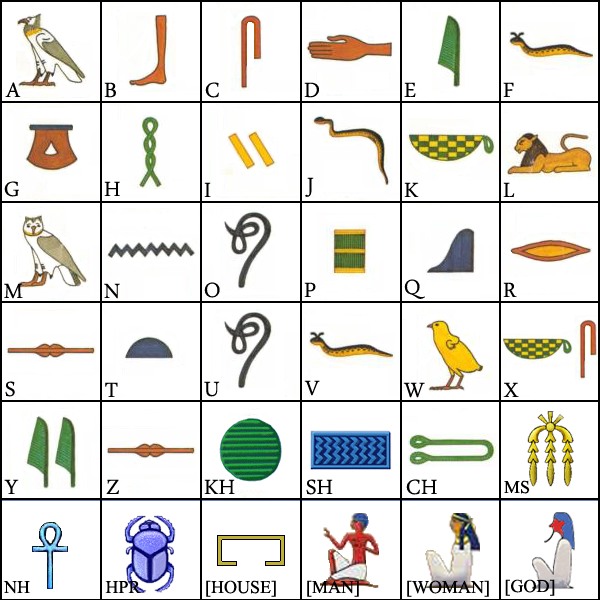 A B C D E F
G H I J K L
M N O P Q R
S T U V W X
Y Z KH SH CH MS
NH HPR [HOUSE] [MAN] [WOMAN] [GOD]